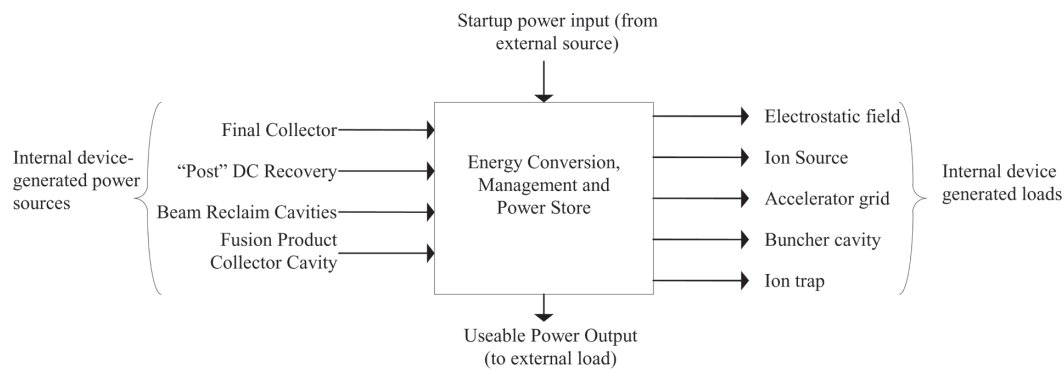 Startup power input (from
external source)
Internal device-
generated power
sources
Final Collector
“Post” DC Recovery
Beam Reclaim Cavities
Fusion Product
Collector Cavity
Energy Conversion,
Management and
Power Store
Electrostatic field
Ion Source
Accelerator grid
Buncher cavity
Ion trap
Internal device
generated loads
Useable Power Output
(to external load)